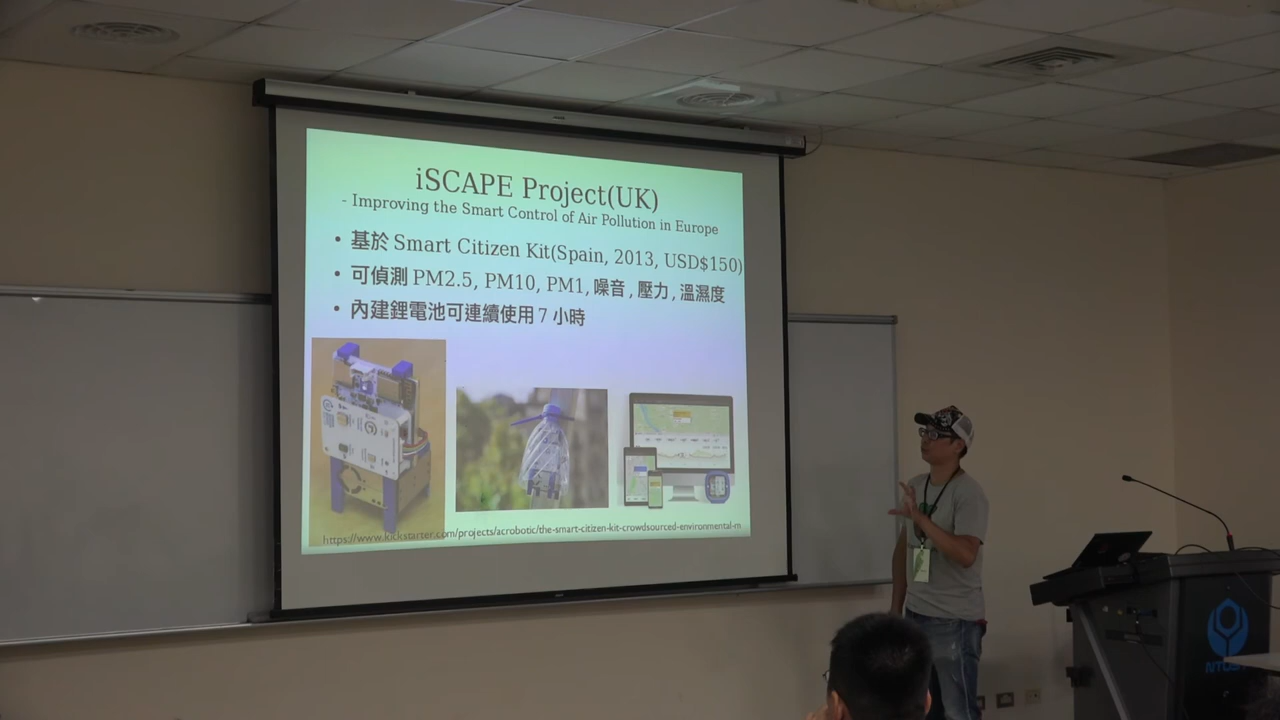 iSCAPE Project(UK)
- Improving the Smart Control of Air Pollution in Europe
• 基於 Smart Citizen Kit(Spain, 2013, USD$150)
• 可偵測 PM2.5, PM10, PM1, 噪音, 壓力, 溫濕度
• 內建鋰電池可連續使用 7 小時
https://www.kickstarter.com/projects/acrobotic/the-smart-citizen-kit-crowdsourced-environmental-m